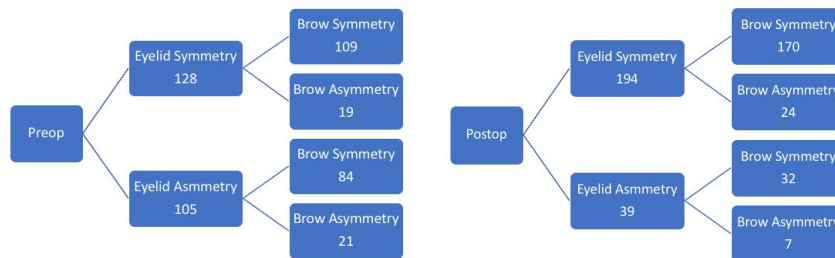 Preop
Eyelid Symmetry
128
Brow Symmetry
109
Brow Asymmetry
19
Eyelid Asmmetry
105
Brow Symmetry
84
Brow Asymmetry
21
Postop
Eyelid Symmetry
194
Brow Symmetry
170
Brow Asymmetry
24
Eyelid Asmmetry
39
Brow Symmetry
32
Brow Asymmetry
7